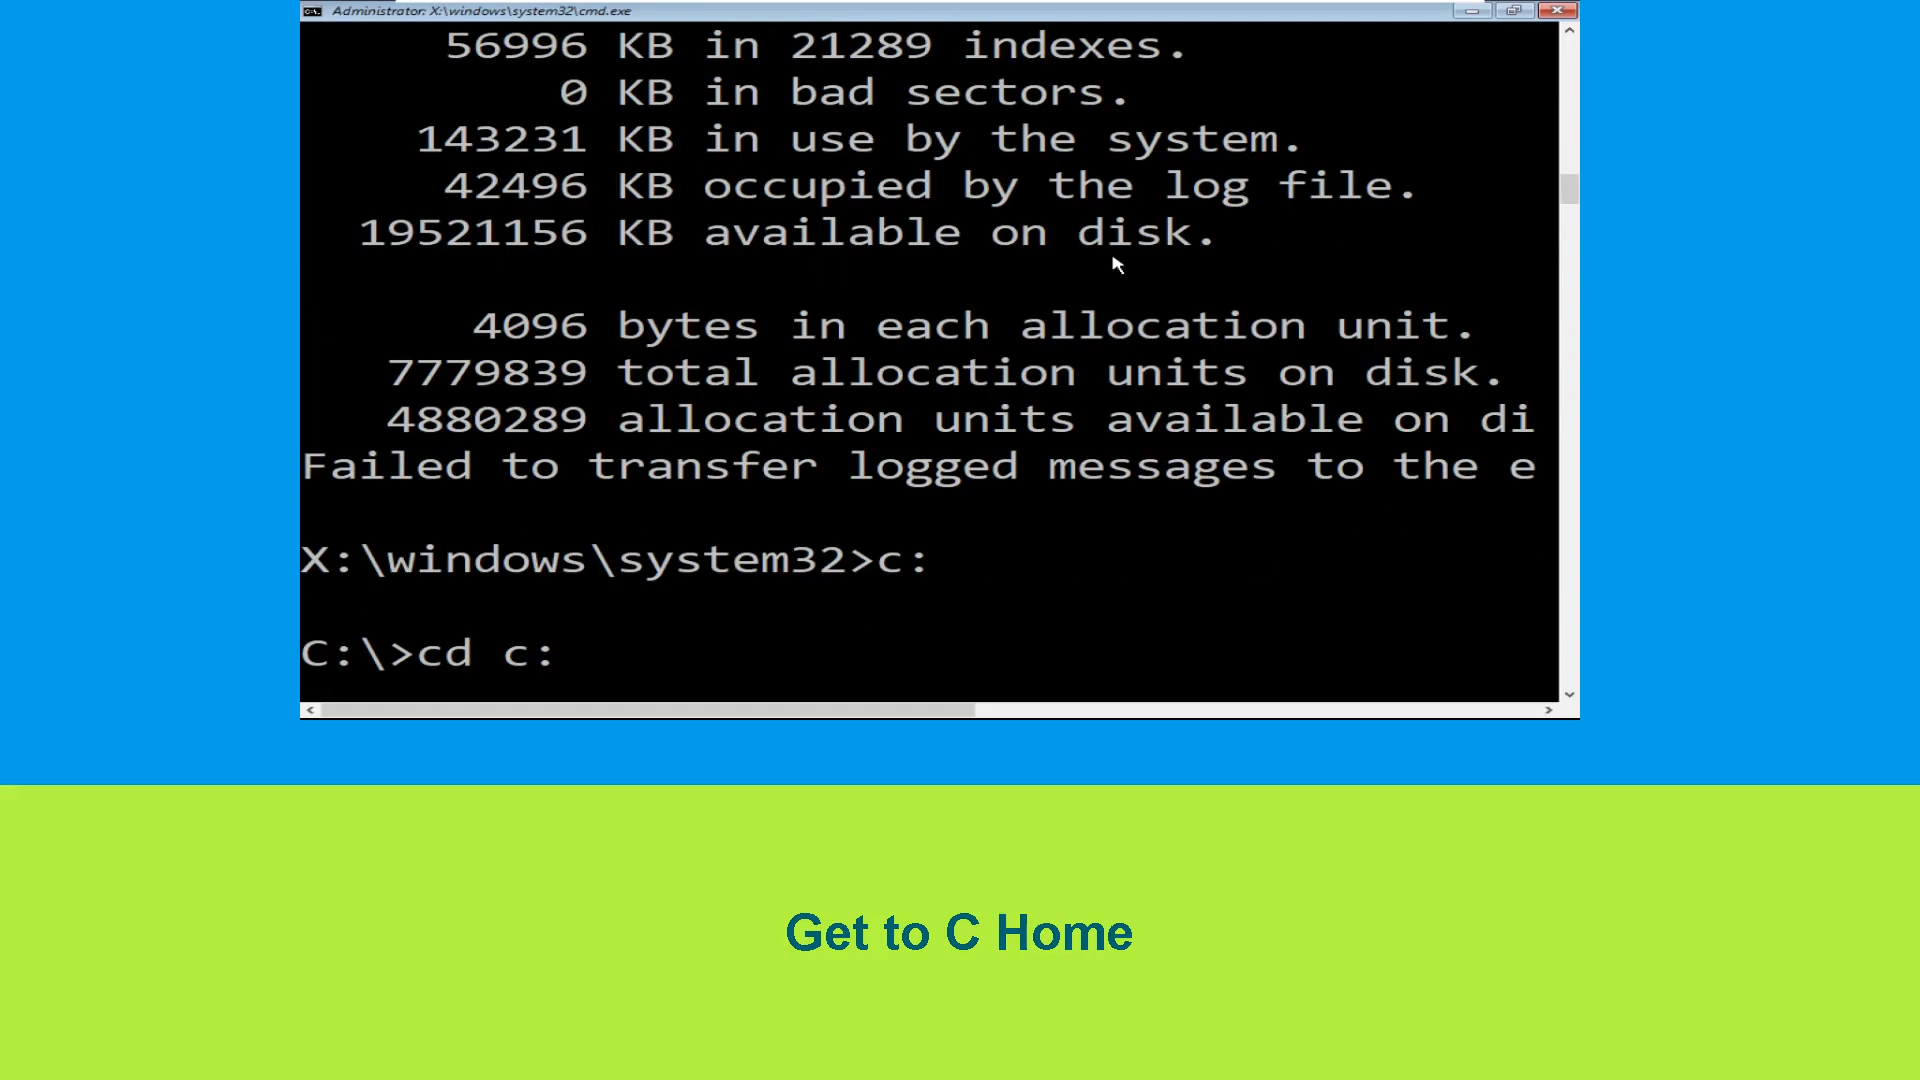 Administrator: X:\windows\system32\cmd.exe
56996 KB in 21289 indexes.
0 KB in bad sectors.
143231 KB in use by the system.
42496 KB occupied by the log file.
19521156 KB available on disk.
4096 bytes in each allocation unit.
7779839 total allocation units on disk.
4880289 allocation units available on di
Failed to transfer logged messages to the e
X:\windows\system32>c:
C:\>cd c:
Get to C Home